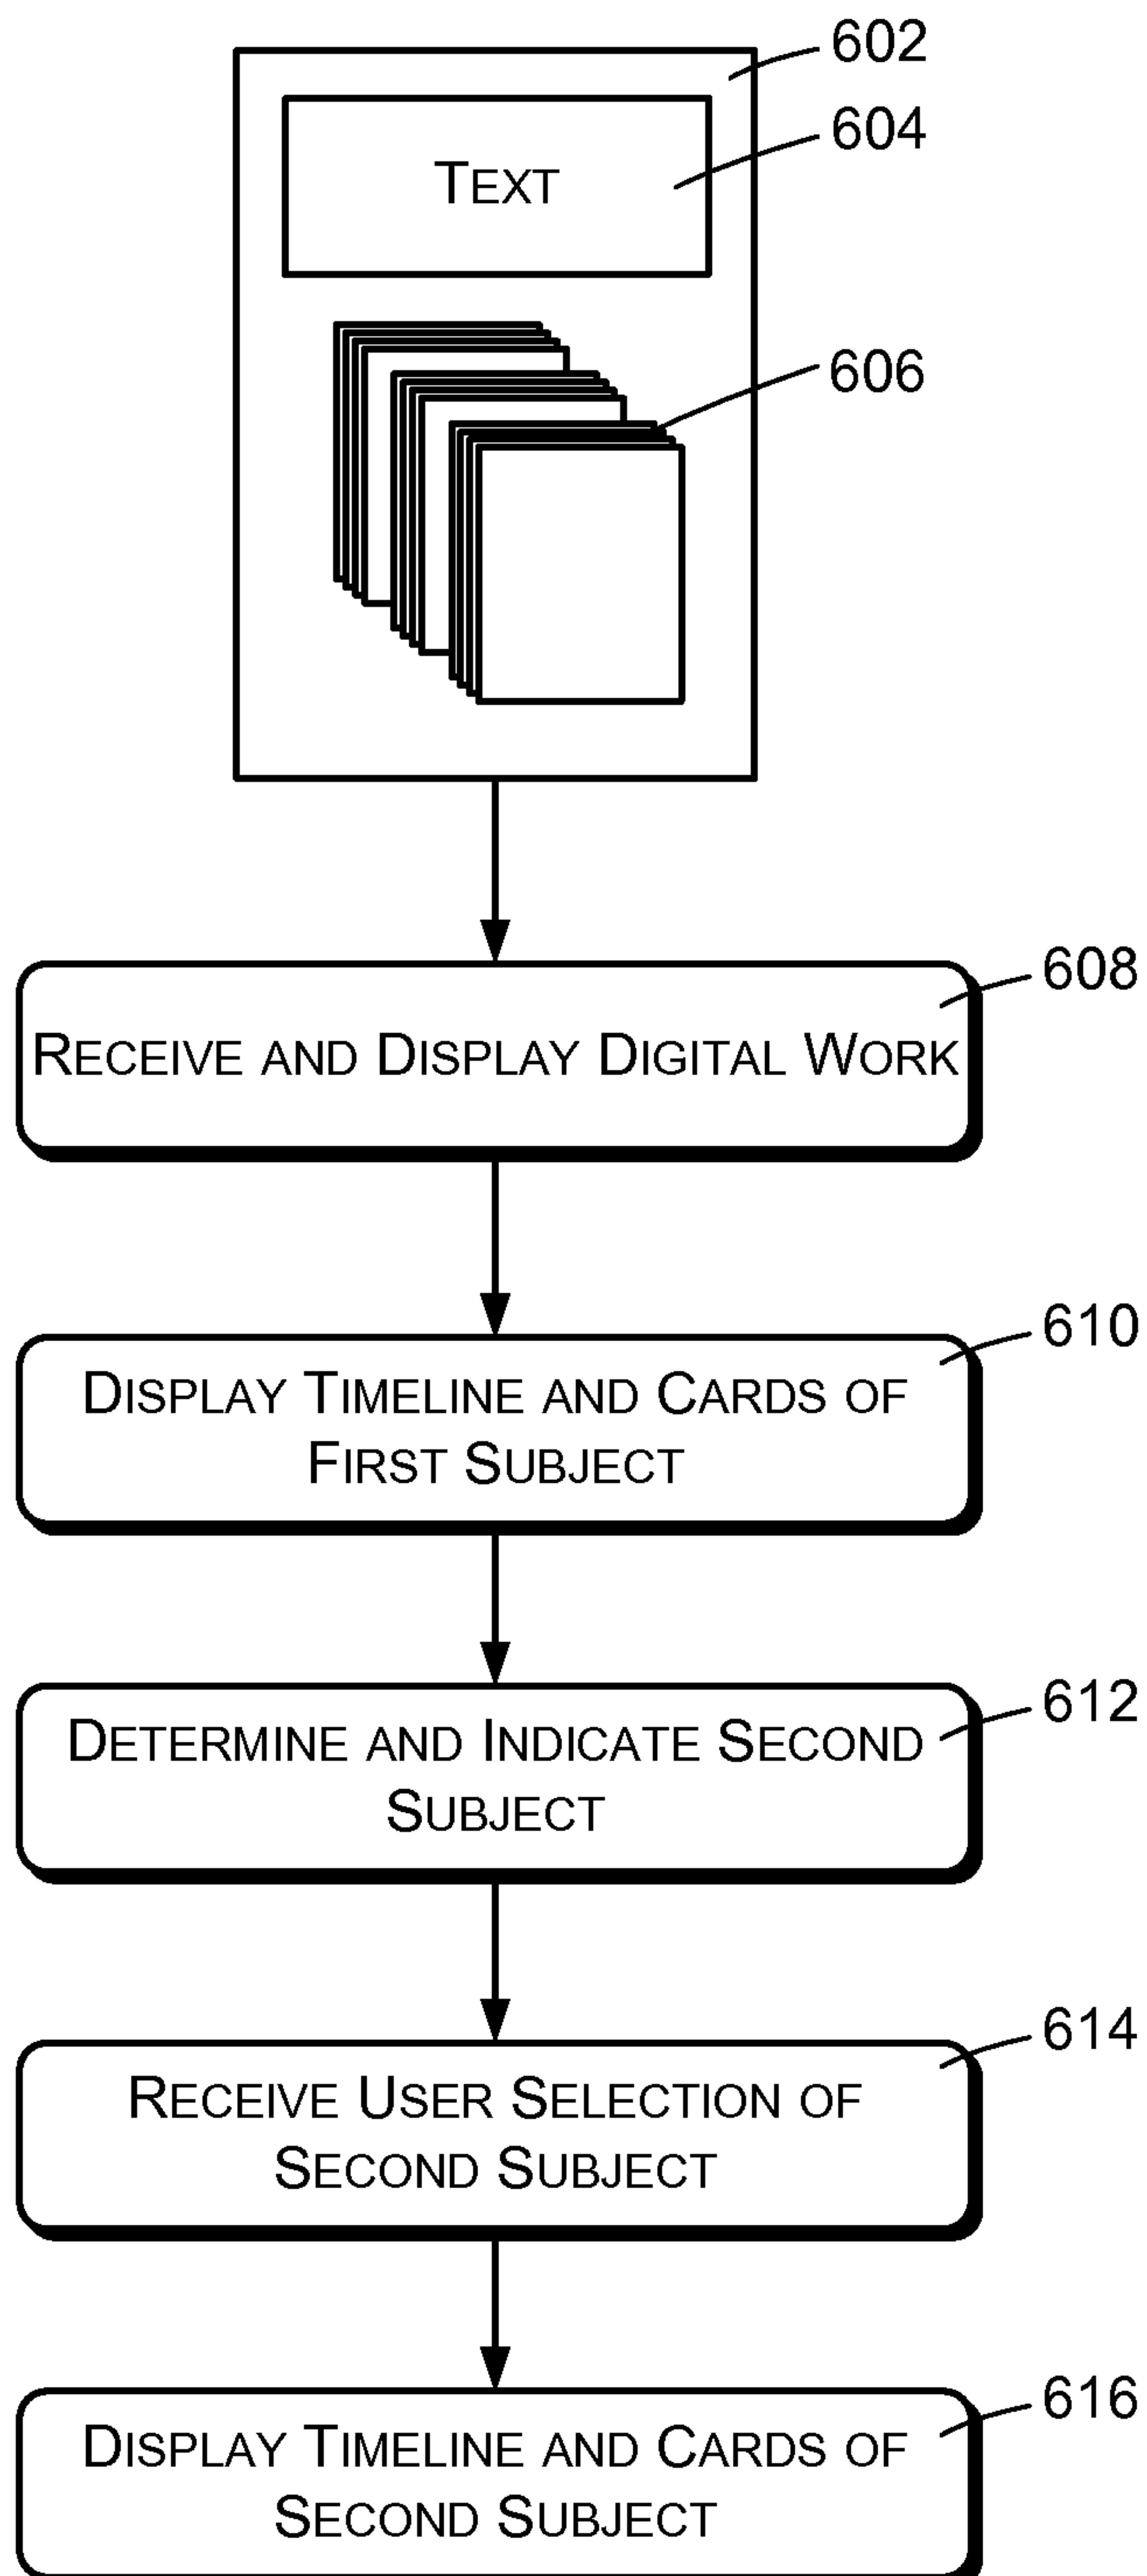 602
604
TEXT
606
608
RECEIVE AND DISPLAY DIGITAL WORK
610
DISPLAY TIMELINE AND CARDS OF
FIRST SUBJECT
612
DETERMINE AND INDICATE SECOND
SUBJECT
614
RECEIVE USER SELECTION OF
SECOND SUBJECT
616
DISPLAY TIMELINE AND CARDS OF
SECOND SUBJECT